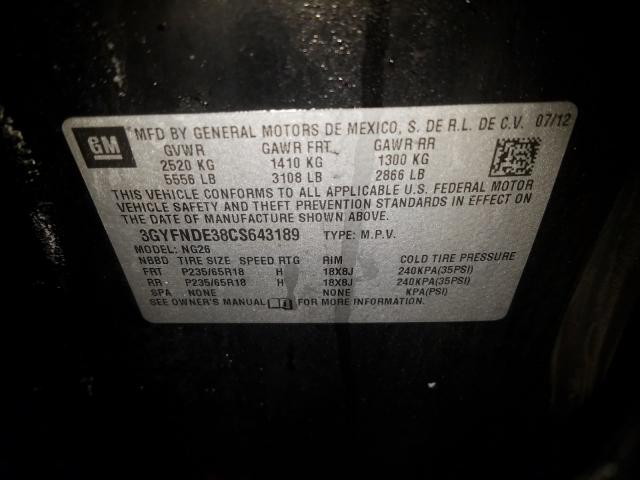 GM MFD BY GENERAL MOTORS DE MEXICO, S. DE R.L. DE C.V. 07/12
GVWR GAWR FRT GAWR RR
2520 KG 1410 KG 1300 KG
5556 LB 3108 LB 2866 LB
THIS VEHICLE CONFORMS TO ALL APPLICABLE U.S. FEDERAL MOTOR
VEHICLE SAFETY AND THEFT PREVENTION STANDARDS IN EFFECT ON
THE DATE OF MANUFACTURE SHOWN ABOVE.
3GYFNDE38CS643189 TYPE: M.P.V.
MODEL: NG26
NBBD TIRE SIZE SPEED RTG RIM COLD TIRE PRESSURE
FRT P235/65R18 H 18X8J 240KPA(35PSI)
RR P235/65R18 H 18X8J 240KPA(35PSI)
SPA NONE NONE KPA(PSI)
SEE OWNER'S MANUAL FOR MORE INFORMATION.